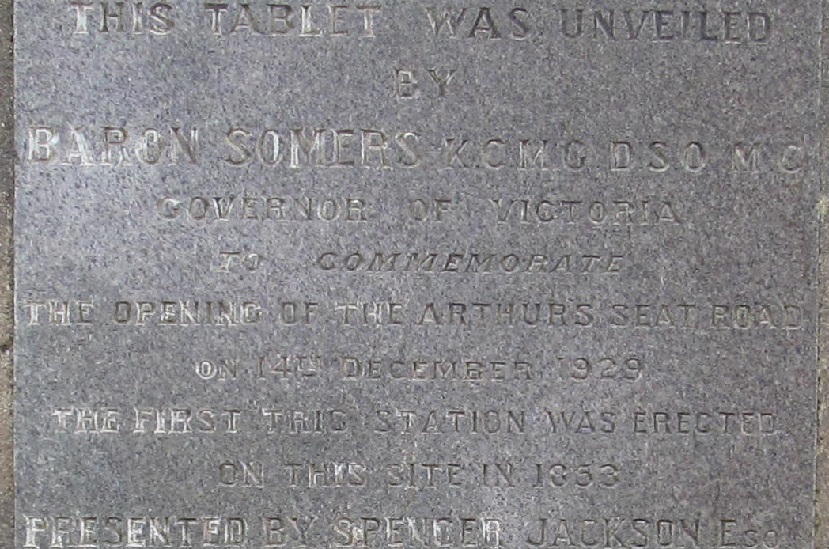 THIS TABLET WAS UNVEILED
BY
BARON SOMERS K.C.M.G. D.S.O. M.C.
GOVERNOR OF VICTORIA
TO COMMEMORATE
THE OPENING OF THE ARTHURS SEAT ROAD
ON 14TH DECEMBER 1929
THE FIRST TRIG STATION WAS ERECTED
ON THIS SITE IN 1853
PRESENTED BY SPENCER JACKSON ESQ